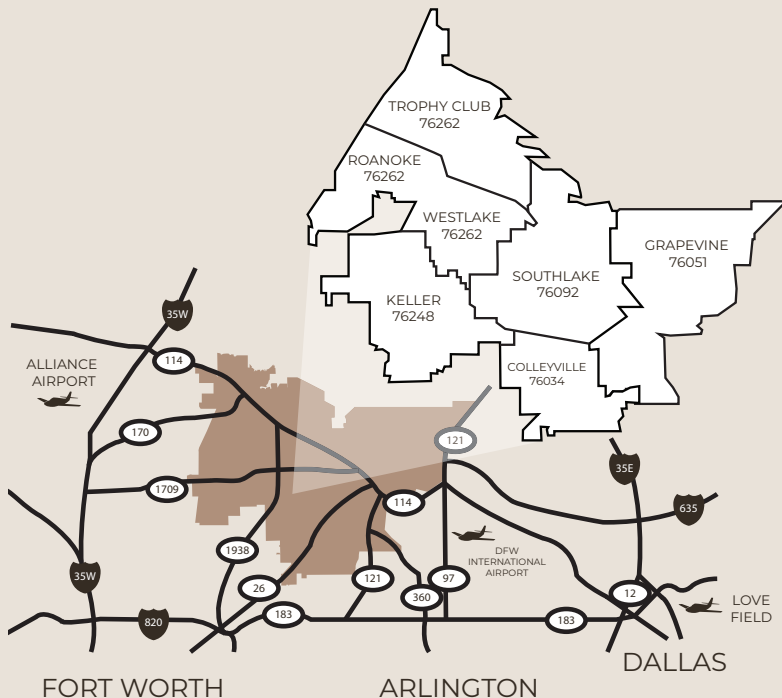 TROPHY CLUB
76262
ROANOKE
76262
WESTLAKE
76262
GRAPEVINE
76051
SOUTHLAKE
76092
KELLER
76248
35W
114
ALLIANCE
AIRPORT
COLLEYVILLE
76034
170
121
35E
1709
114
635
1938
DFW
INTERNATIONAL
AIRPORT
35W
26
121
97
360
12
LOVE
FIELD
820
183
183
FORT WORTH
ARLINGTON
DALLAS